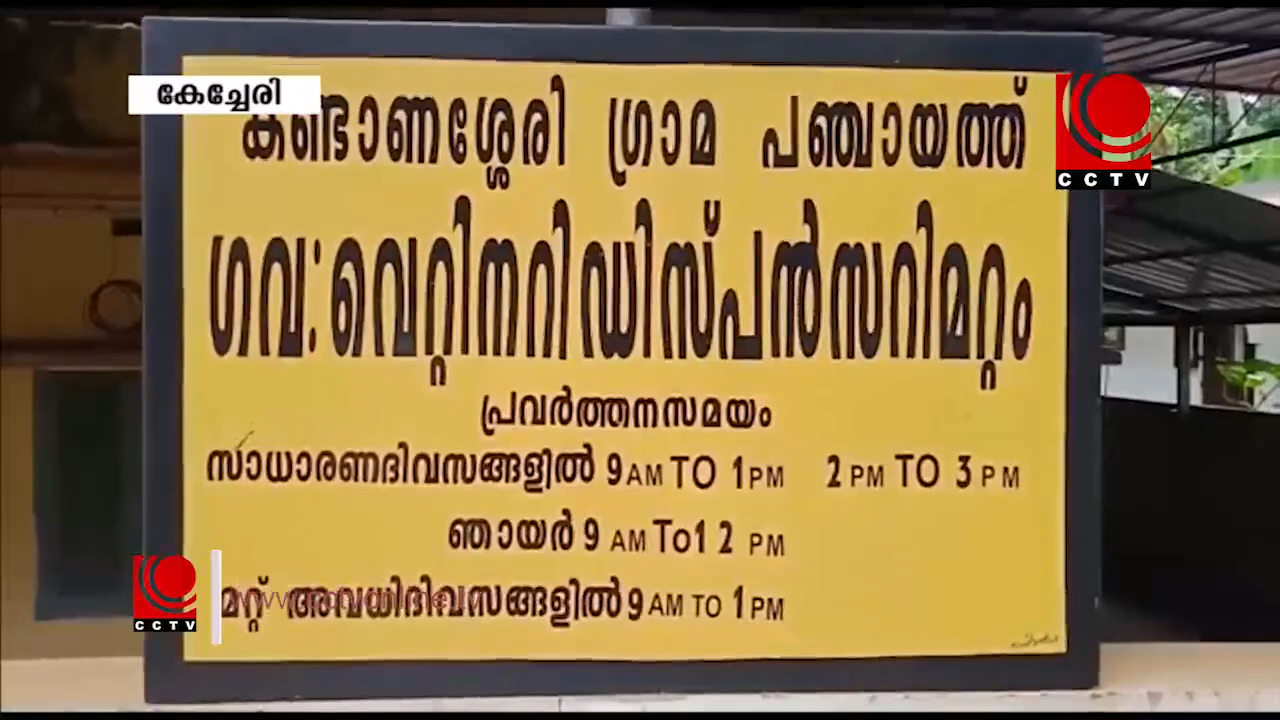 കേച്ചേരി
കണ്ടാണശ്ശേരി ഗ്രാമ പഞ്ചായത്ത്
CCTV
ഗവ:വെറ്റിനറിഡിസ്പൻസറിമറ്റം
പ്രവർത്തനസമയം
സാധാരണദിവസങ്ങളിൽ 9 AM TO 1 PM 2 PM TO 3 PM
ഞായർ 9 AM To 12 PM
മറ്റ് അവധിദിവസങ്ങളിൽ 9 AM TO 1 PM
CCTV